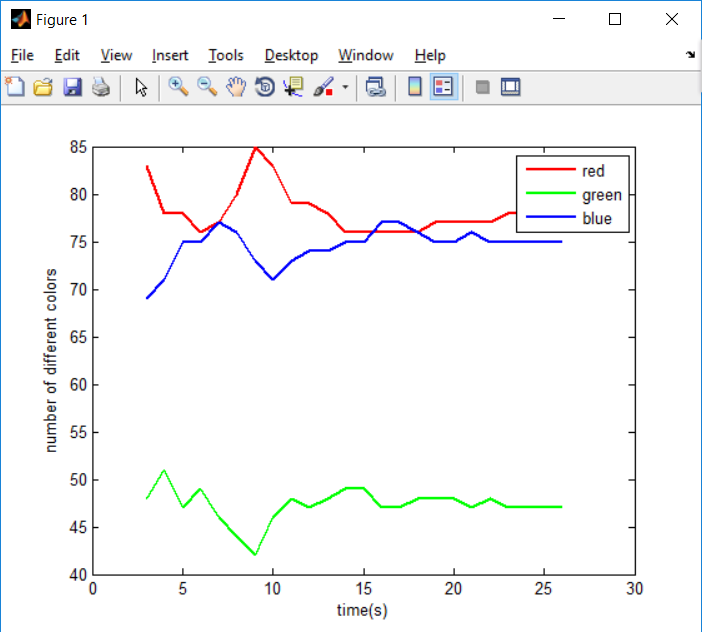 Figure 1
File Edit View Insert Tools Desktop Window Help
85
80
75
70
65
60
55
50
45
40
number of different colors
red
green
blue
0 5 10 15 20 25 30
time(s)